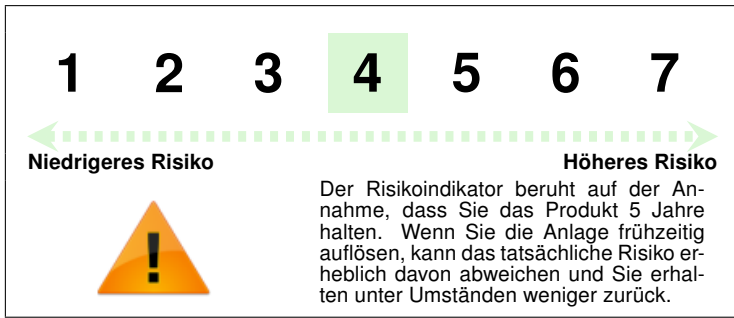 1 2 3 4 5 6 7
Niedrigeres Risiko Höheres Risiko
Der Risikoindikator beruht auf der An-
nahme, dass Sie das Produkt 5 Jahre
halten. Wenn Sie die Anlage frühzeitig
auflösen, kann das tatsächliche Risiko er-
heblich davon abweichen und Sie erhal-
ten unter Umständen weniger zurück.
!